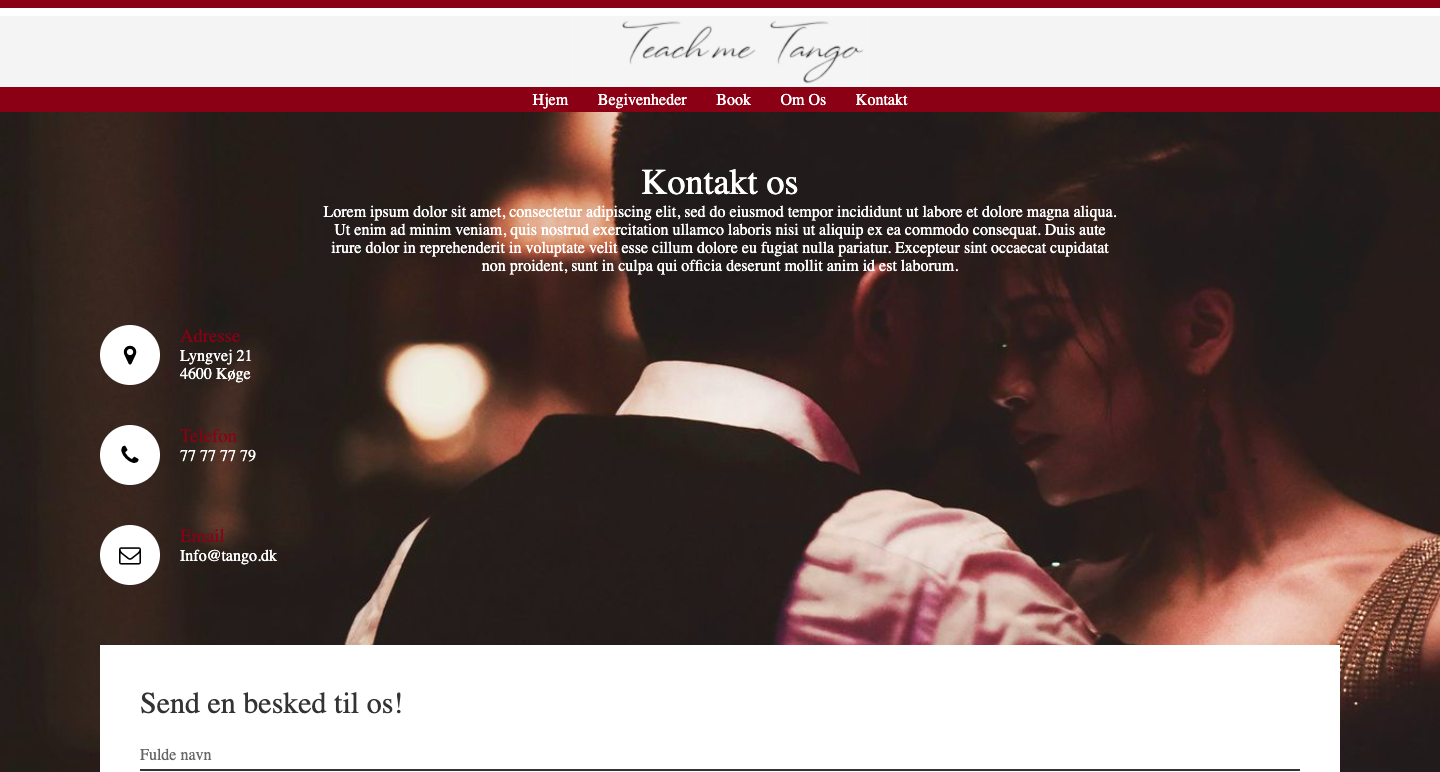 Teach me Tango
Hjem Begivenheder Book Om Os Kontakt
Kontakt os
Lorem ipsum dolor sit amet, consectetur adipiscing elit, sed do eiusmod tempor incididunt ut labore et dolore magna aliqua.
Ut enim ad minim veniam, quis nostrud exercitation ullamco laboris nisi ut aliquip ex ea commodo consequat. Duis aute
irure dolor in reprehenderit in voluptate velit esse cillum dolore eu fugiat nulla pariatur. Excepteur sint occaecat cupidatat
non proident, sunt in culpa qui officia deserunt mollit anim id est laborum.
Adresse
Lyngvej 21
4600 Køge
Telefon
77 77 77 79
Email
Info@tango.dk
Send en besked til os!
Fulde navn